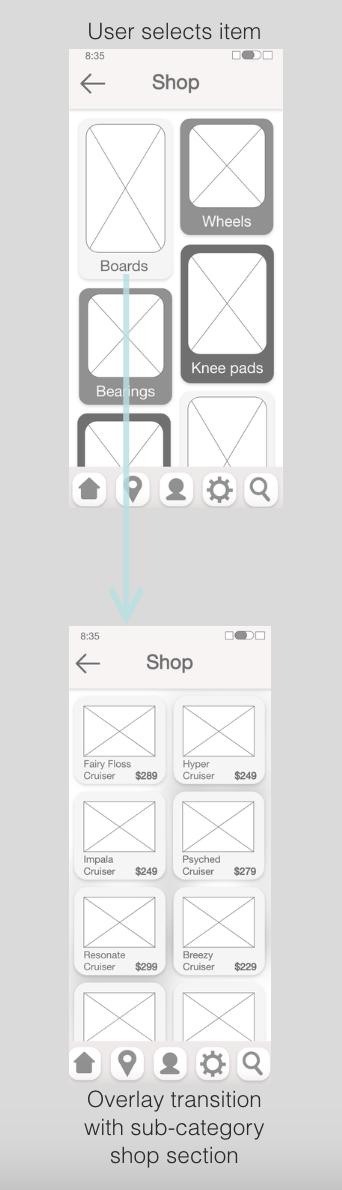 User selects item
8:35
Shop
Boards
Wheels
Bearings
Knee pads
8:35
Shop
Fairy Floss
Cruiser $289
Hyper
Cruiser $249
Impala
Cruiser $249
Psyched
Cruiser $279
Resonate
Cruiser $299
Breezy
Cruiser $229
Overlay transition
with sub-category
shop section